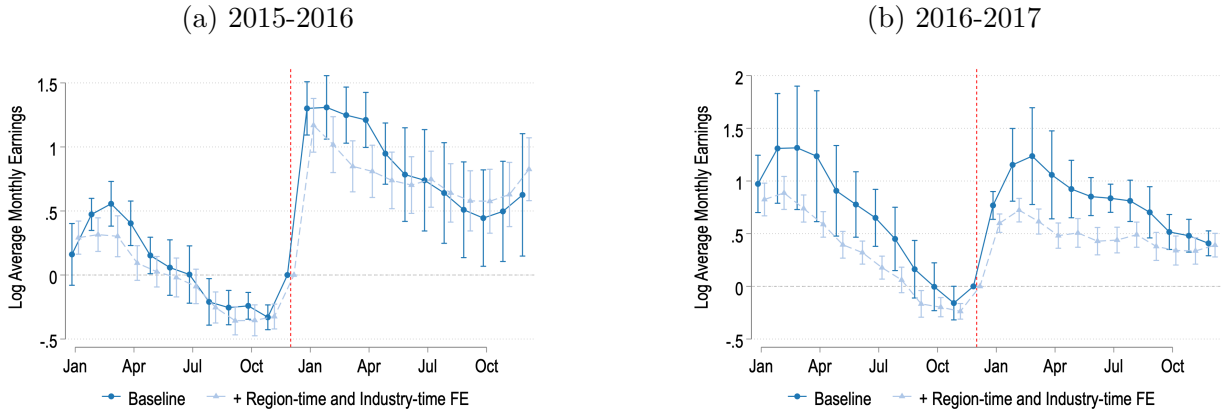 (a) 2015-2016
Log Average Monthly Earnings
1.5
1
.5
0
-.5
Jan Apr Jul Oct Jan Apr Jul Oct
Baseline + Region-time and Industry-time FE
(b) 2016-2017
Log Average Monthly Earnings
2
1.5
1
.5
0
-.5
Jan Apr Jul Oct Jan Apr Jul Oct
Baseline + Region-time and Industry-time FE